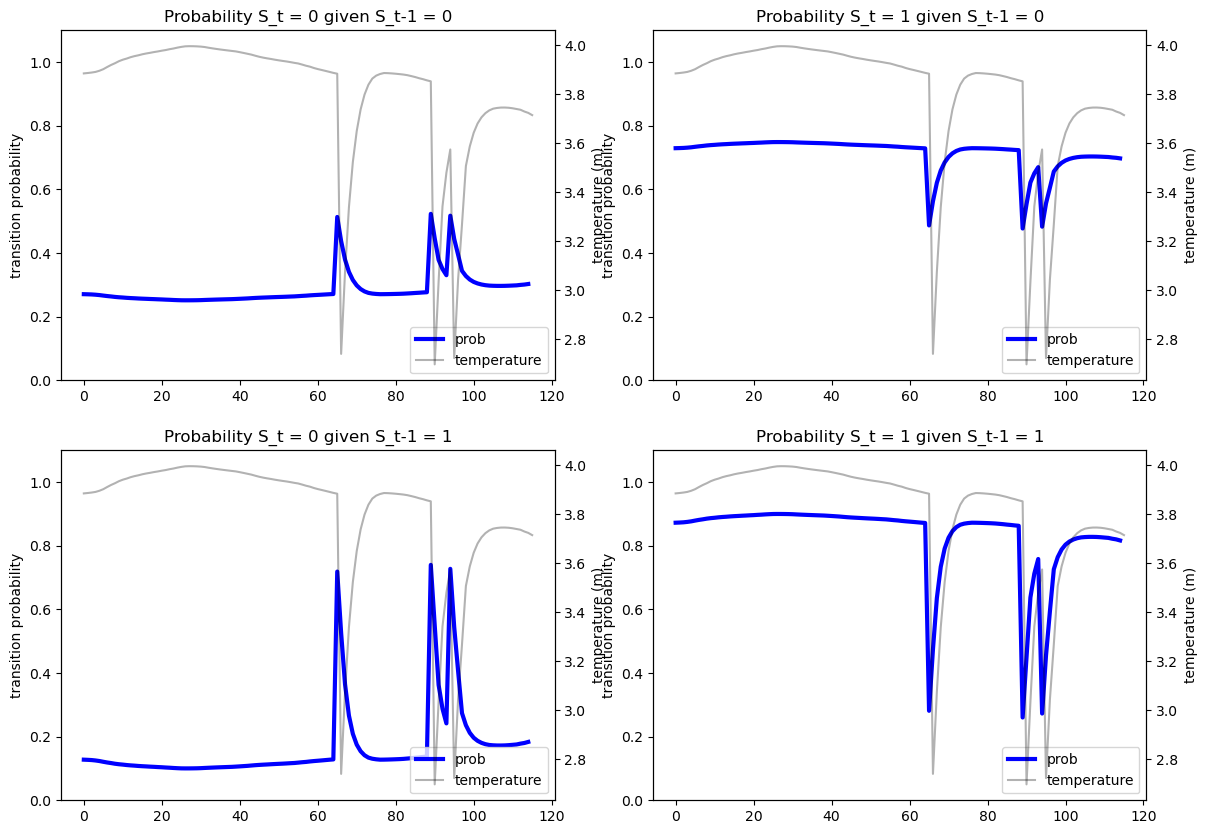 Probability S_t = 0 given S_t-1 = 0
transition probability
temperature (m)
1.0
0.8
0.6
0.4
0.2
0.0
4.0
3.8
3.6
3.4
3.2
3.0
2.8
0 20 40 60 80 100 120
prob
temperature
Probability S_t = 1 given S_t-1 = 0
transition probability
temperature (m)
1.0
0.8
0.6
0.4
0.2
0.0
4.0
3.8
3.6
3.4
3.2
3.0
2.8
0 20 40 60 80 100 120
prob
temperature
Probability S_t = 0 given S_t-1 = 1
transition probability
temperature (m)
1.0
0.8
0.6
0.4
0.2
0.0
4.0
3.8
3.6
3.4
3.2
3.0
2.8
0 20 40 60 80 100 120
prob
temperature
Probability S_t = 1 given S_t-1 = 1
transition probability
temperature (m)
1.0
0.8
0.6
0.4
0.2
0.0
4.0
3.8
3.6
3.4
3.2
3.0
2.8
0 20 40 60 80 100 120
prob
temperature